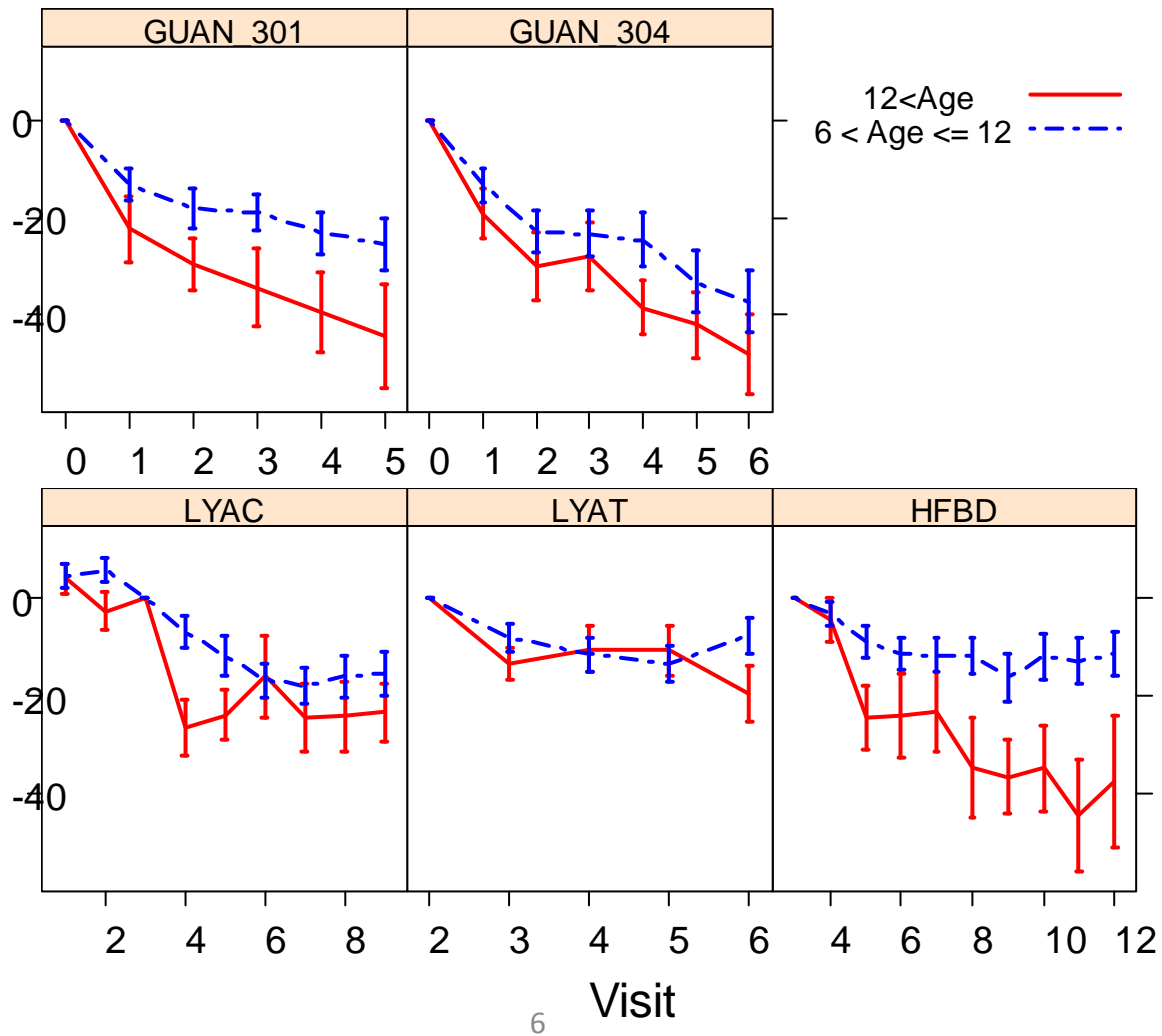 GUAN_301 GUAN_304
12<Age
6 < Age <= 12
0
-20
-40
0 1 2 3 4 5 0 1 2 3 4 5 6
LYAC LYAT HFBD
0
-20
-40
2 4 6 8 2 3 4 5 6 4 6 8 10 12
Visit
6